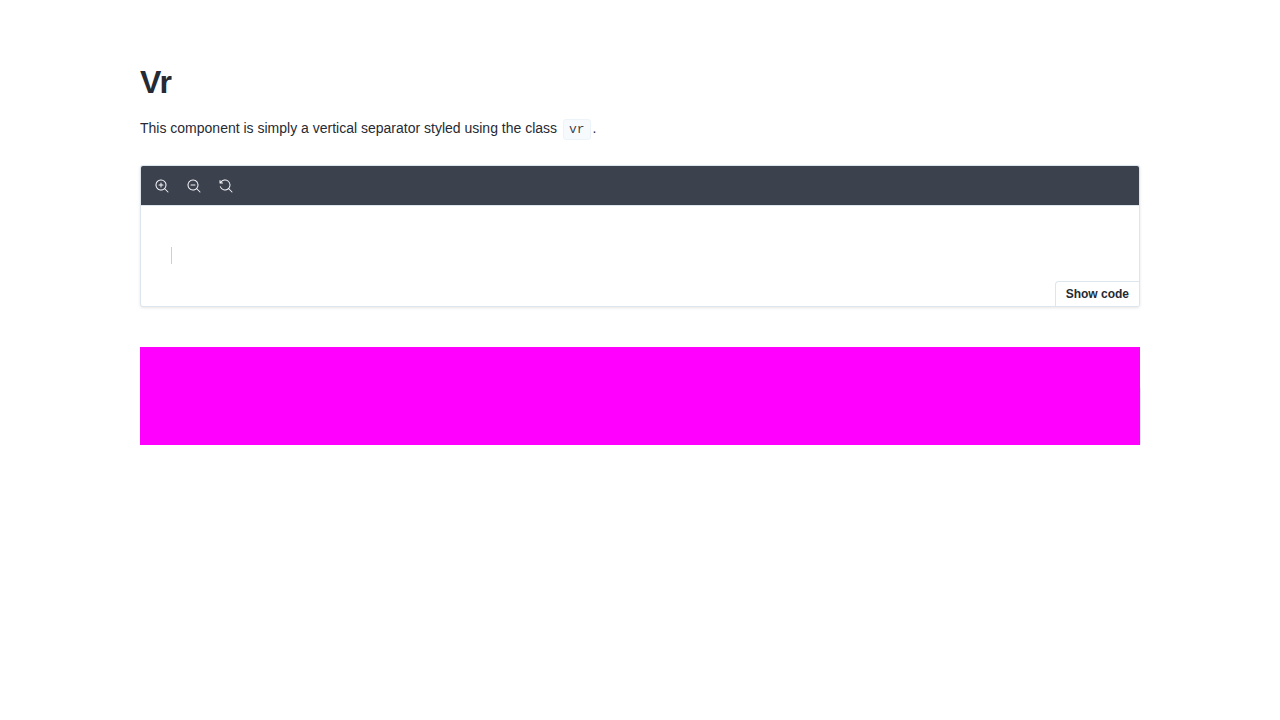 Vr
This component is simply a vertical separator styled using the class vr.
Show code